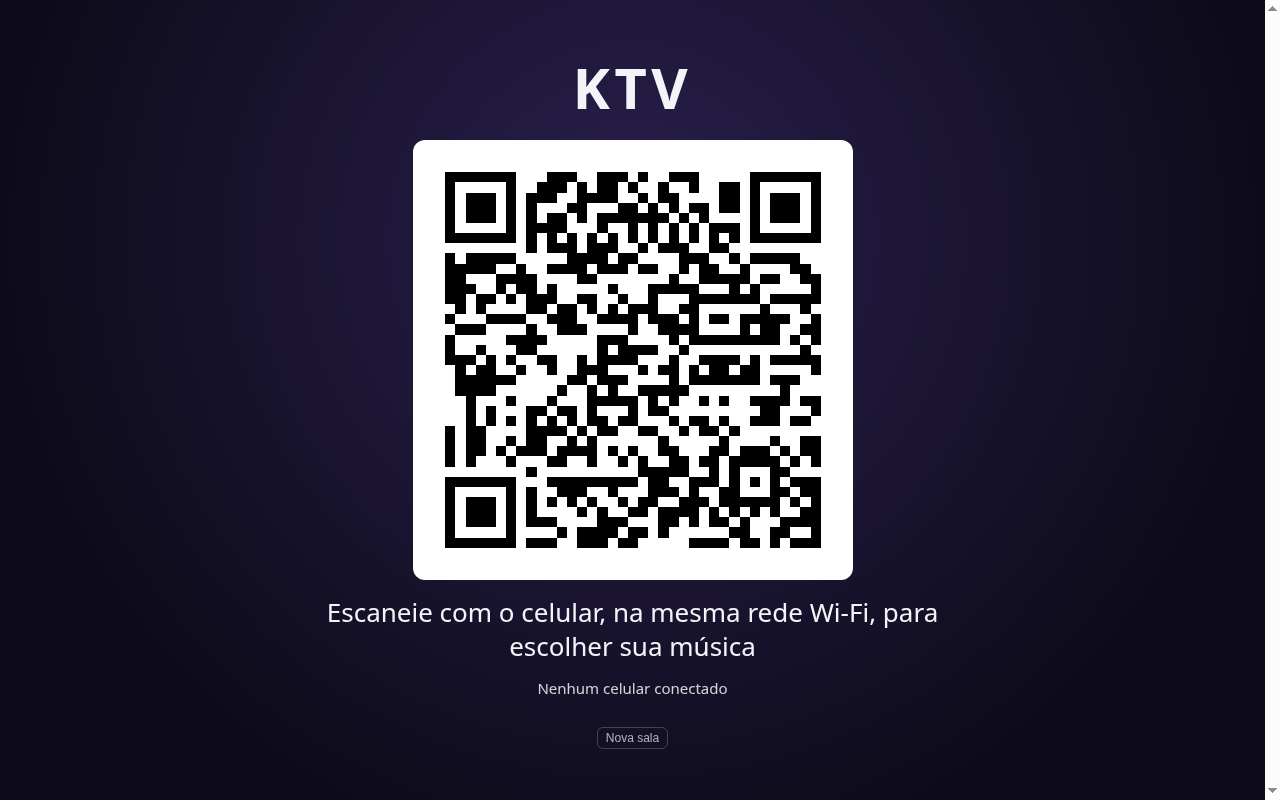 KTV
Escaneie com o celular, na mesma rede Wi-Fi, para
escolher sua música
Nenhum celular conectado
Nova sala